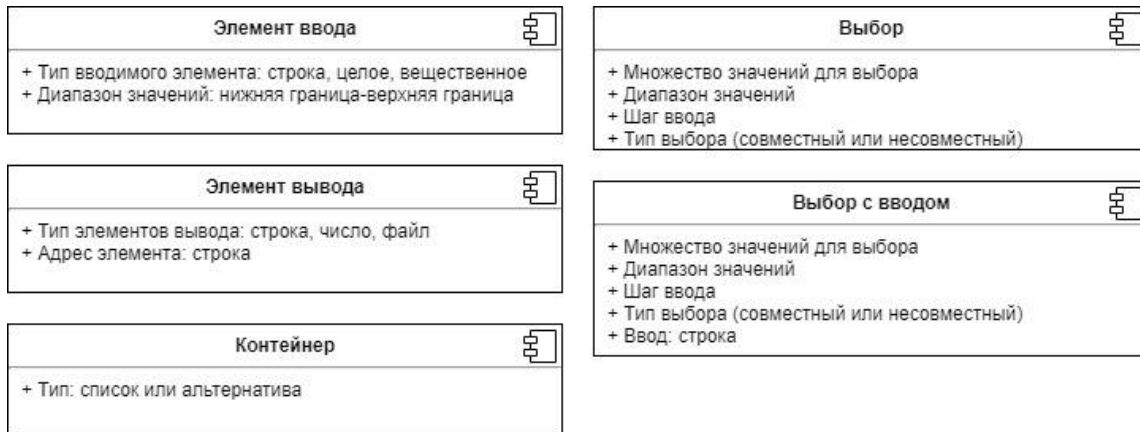 Элемент ввода
+ Тип вводимого элемента: строка, целое, вещественное
+ Диапазон значений: нижняя граница-верхняя граница
Элемент вывода
+ Тип элементов вывода: строка, число, файл
+ Адрес элемента: строка
Контейнер
+ Тип: список или альтернатива
Выбор
+ Множество значений для выбора
+ Диапазон значений
+ Шаг ввода
+ Тип выбора (совместный или несовместный)
Выбор с вводом
+ Множество значений для выбора
+ Диапазон значений
+ Шаг ввода
+ Тип выбора (совместный или несовместный)
+ Ввод: строка